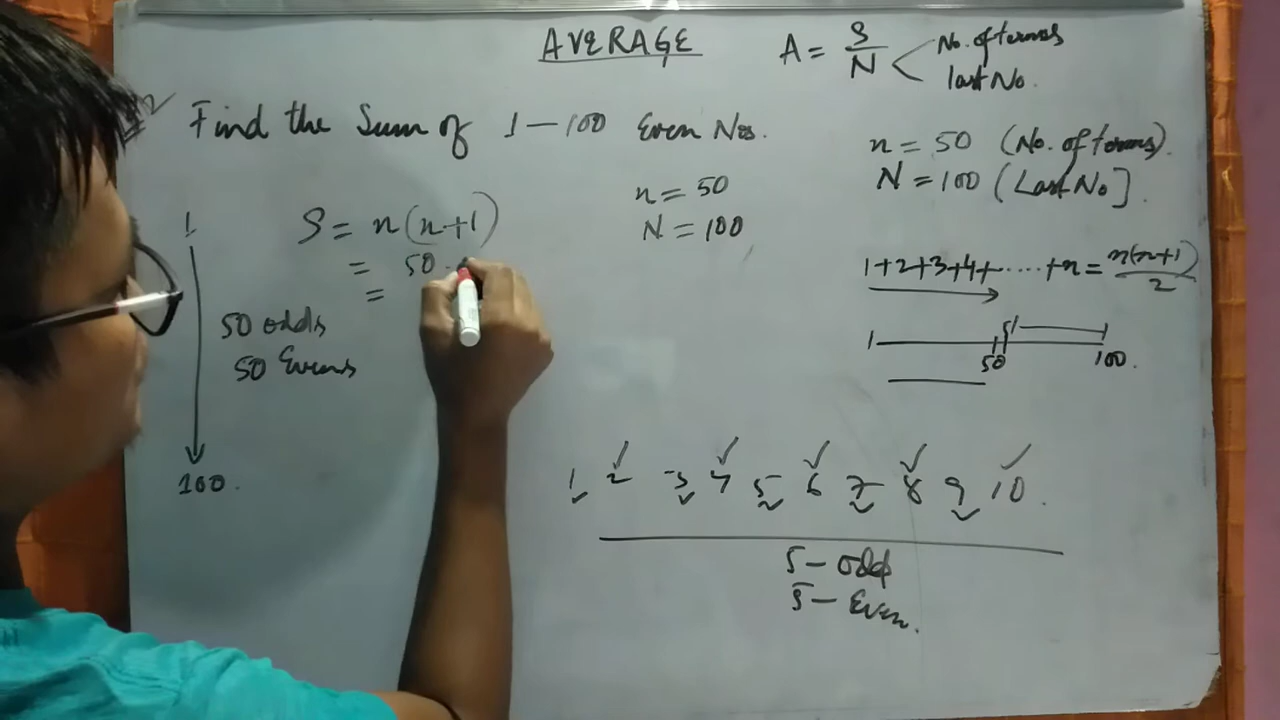 AVERAGE
A = S/N < No. of terms
last No.
Find the Sum of 1 – 100 Even Nos.
n = 50 (No. of terms).
N = 100 (Last No].
n = 50
N = 100
1
S = n(n+1)
= 50
=
50 odds
50 Evens
100.
1+2+3+4+.....+n = n(n+1)/2
1 50 51 100.
1 2 3 4 5 6 7 8 9 10.
5 – odd
5 – Even.